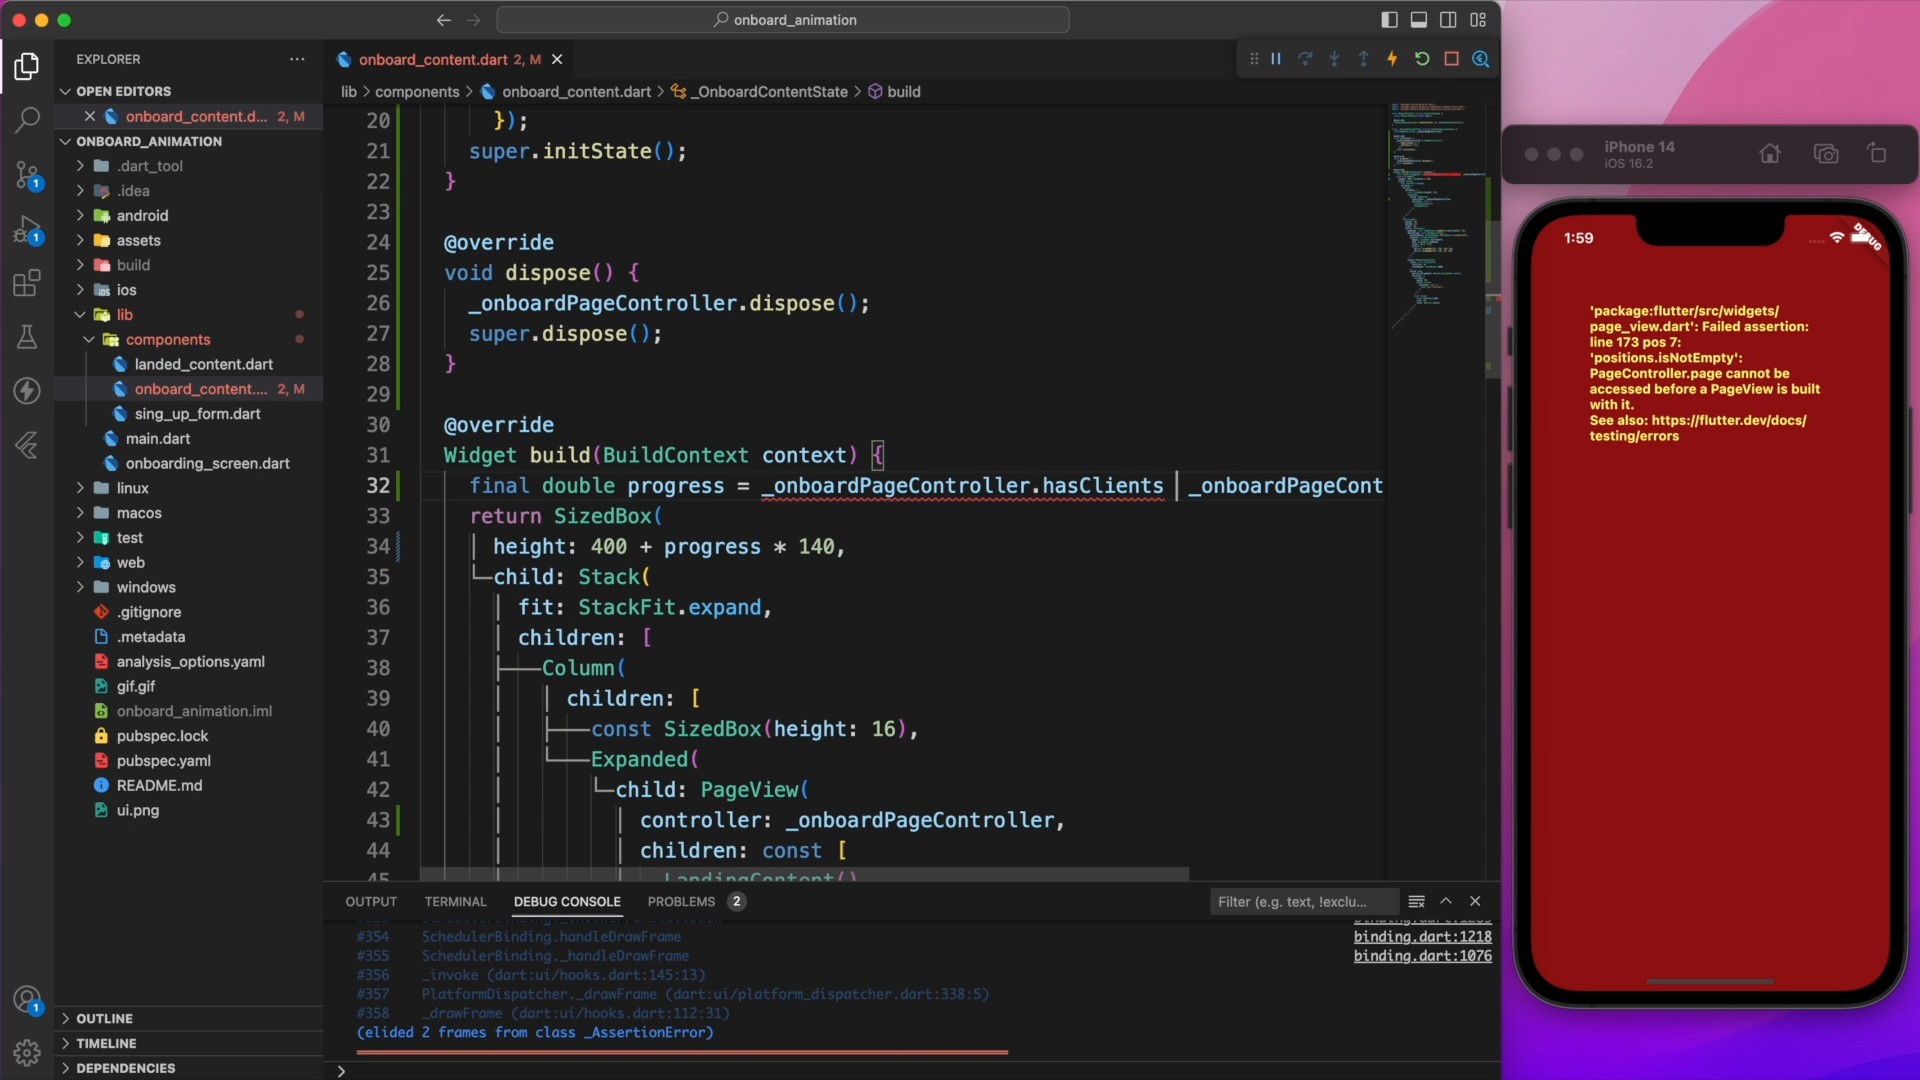 onboard_animation
EXPLORER
OPEN EDITORS
onboard_content.d... 2, M
ONBOARD_ANIMATION
.dart_tool
.idea
android
assets
build
ios
lib
components
landed_content.dart
onboard_content.... 2, M
sing_up_form.dart
main.dart
onboarding_screen.dart
linux
macos
test
web
windows
.gitignore
.metadata
analysis_options.yaml
gif.gif
onboard_animation.iml
pubspec.lock
pubspec.yaml
README.md
ui.png
OUTLINE
TIMELINE
DEPENDENCIES
1
1
1
onboard_content.dart 2, M
lib > components > onboard_content.dart > _OnboardContentState > build
20 });
21 super.initState();
22 }
23
24 @override
25 void dispose() {
26 _onboardPageController.dispose();
27 super.dispose();
28 }
29
30 @override
31 Widget build(BuildContext context) {
32 final double progress = _onboardPageController.hasClients _onboardPageCont
33 return SizedBox(
34 height: 400 + progress * 140,
35 child: Stack(
36 fit: StackFit.expand,
37 children: [
38 Column(
39 children: [
40 const SizedBox(height: 16),
41 Expanded(
42 child: PageView(
43 controller: _onboardPageController,
44 children: const [
45 LandingContent()
OUTPUT TERMINAL DEBUG CONSOLE PROBLEMS 2
Filter (e.g. text, !exclu...
#354 SchedulerBinding.handleDrawFrame binding.dart:1218
#355 SchedulerBinding._handleDrawFrame binding.dart:1076
#356 _invoke (dart:ui/hooks.dart:145:13)
#357 PlatformDispatcher._drawFrame (dart:ui/platform_dispatcher.dart:338:5)
#358 _drawFrame (dart:ui/hooks.dart:112:31)
(elided 2 frames from class _AssertionError)
>
iPhone 14
iOS 16.2
1:59
DEBUG
'package:flutter/src/widgets/
page_view.dart': Failed assertion:
line 173 pos 7:
'positions.isNotEmpty':
PageController.page cannot be
accessed before a PageView is built
with it.
See also: https://flutter.dev/docs/
testing/errors